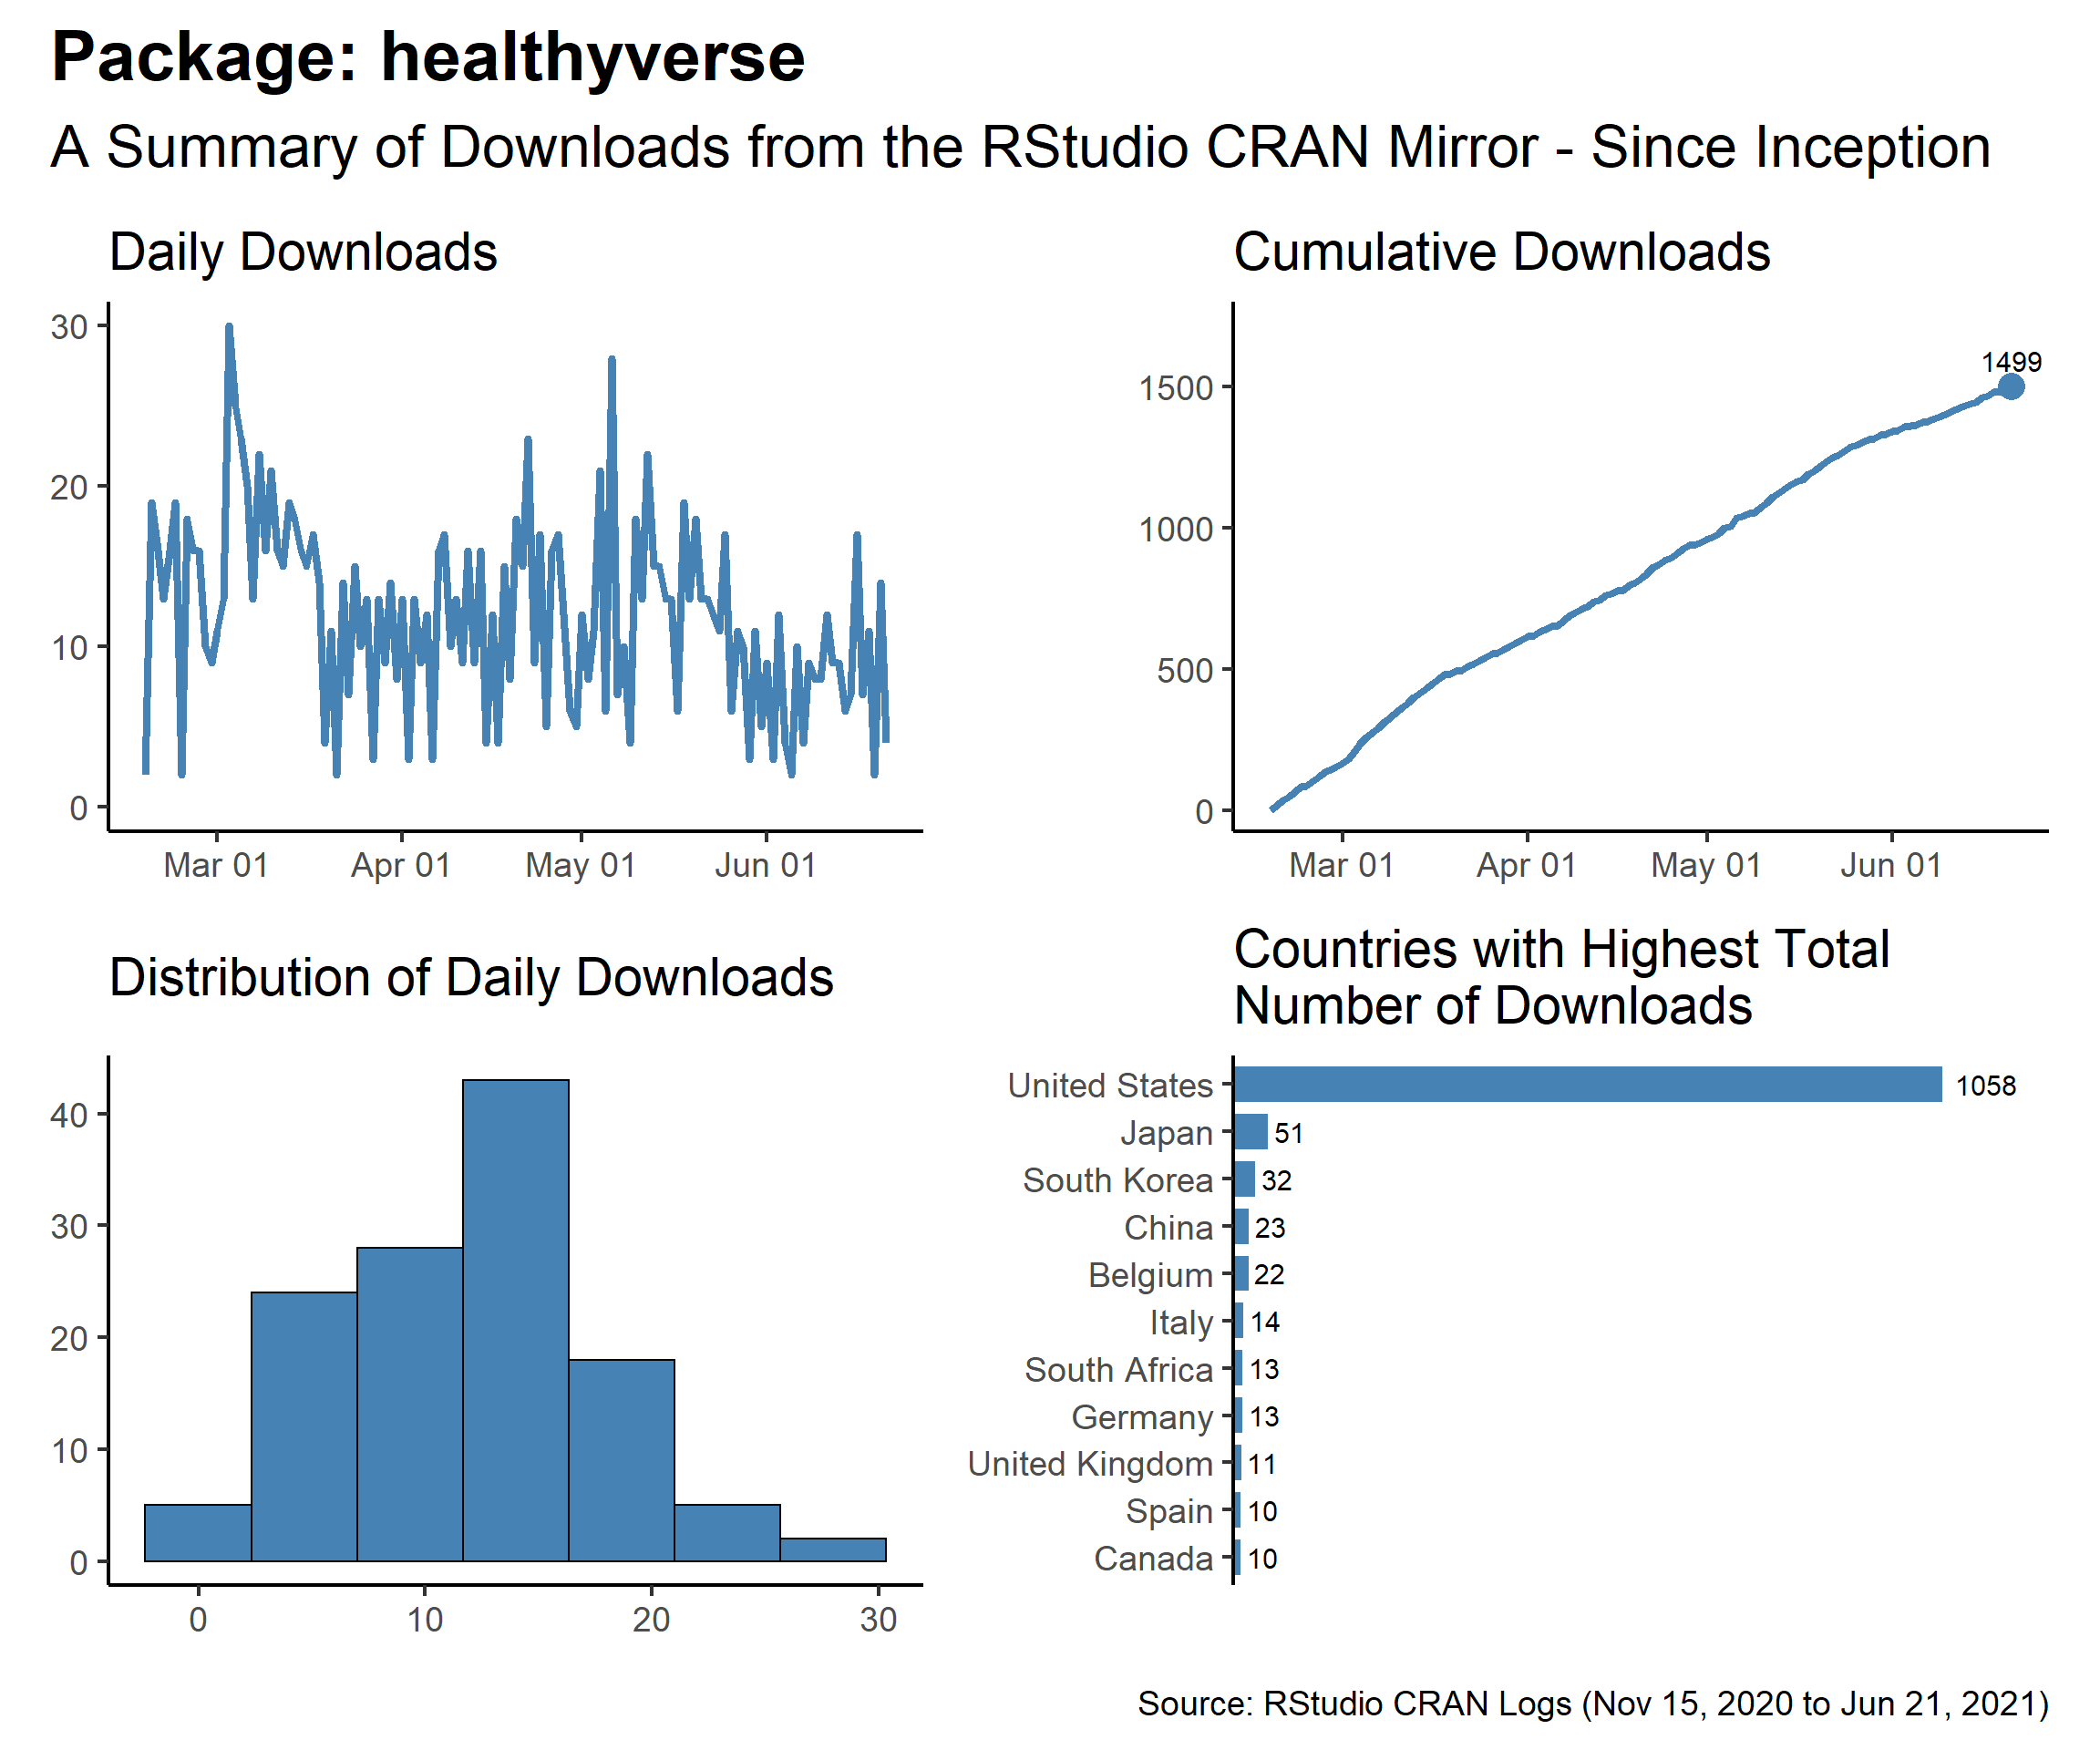 Package: healthyverse
A Summary of Downloads from the RStudio CRAN Mirror - Since Inception
Daily Downloads
30
20
10
0
Mar 01 Apr 01 May 01 Jun 01
Cumulative Downloads
1499
1500
1000
500
0
Mar 01 Apr 01 May 01 Jun 01
Distribution of Daily Downloads
40
30
20
10
0
0 10 20 30
Countries with Highest Total
Number of Downloads
United States 1058
Japan 51
South Korea 32
China 23
Belgium 22
Italy 14
South Africa 13
Germany 13
United Kingdom 11
Spain 10
Canada 10
Source: RStudio CRAN Logs (Nov 15, 2020 to Jun 21, 2021)